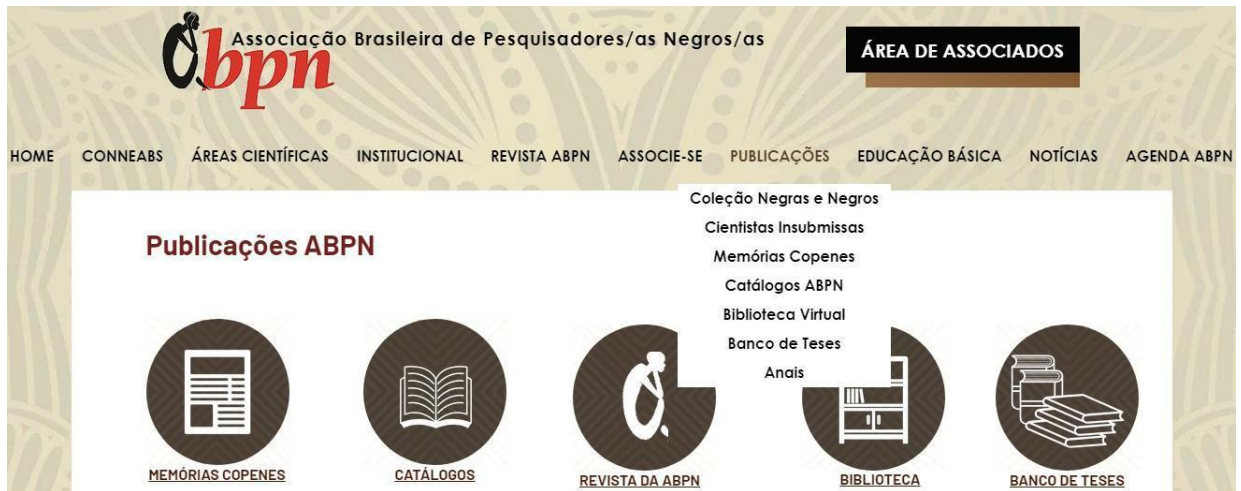 Associação Brasileira de Pesquisadores/as Negros/as
abpn
ÁREA DE ASSOCIADOS
HOME CONNEABS ÁREAS CIENTÍFICAS INSTITUCIONAL REVISTA ABPN ASSOCIE-SE PUBLICAÇÕES EDUCAÇÃO BÁSICA NOTÍCIAS AGENDA ABPN
Coleção Negras e Negros
Cientistas Insubmissas
Memórias Copenes
Catálogos ABPN
Biblioteca Virtual
Banco de Teses
Anais
Publicações ABPN
MEMÓRIAS COPENES
CATÁLOGOS
REVISTA DA ABPN
BIBLIOTECA
BANCO DE TESES